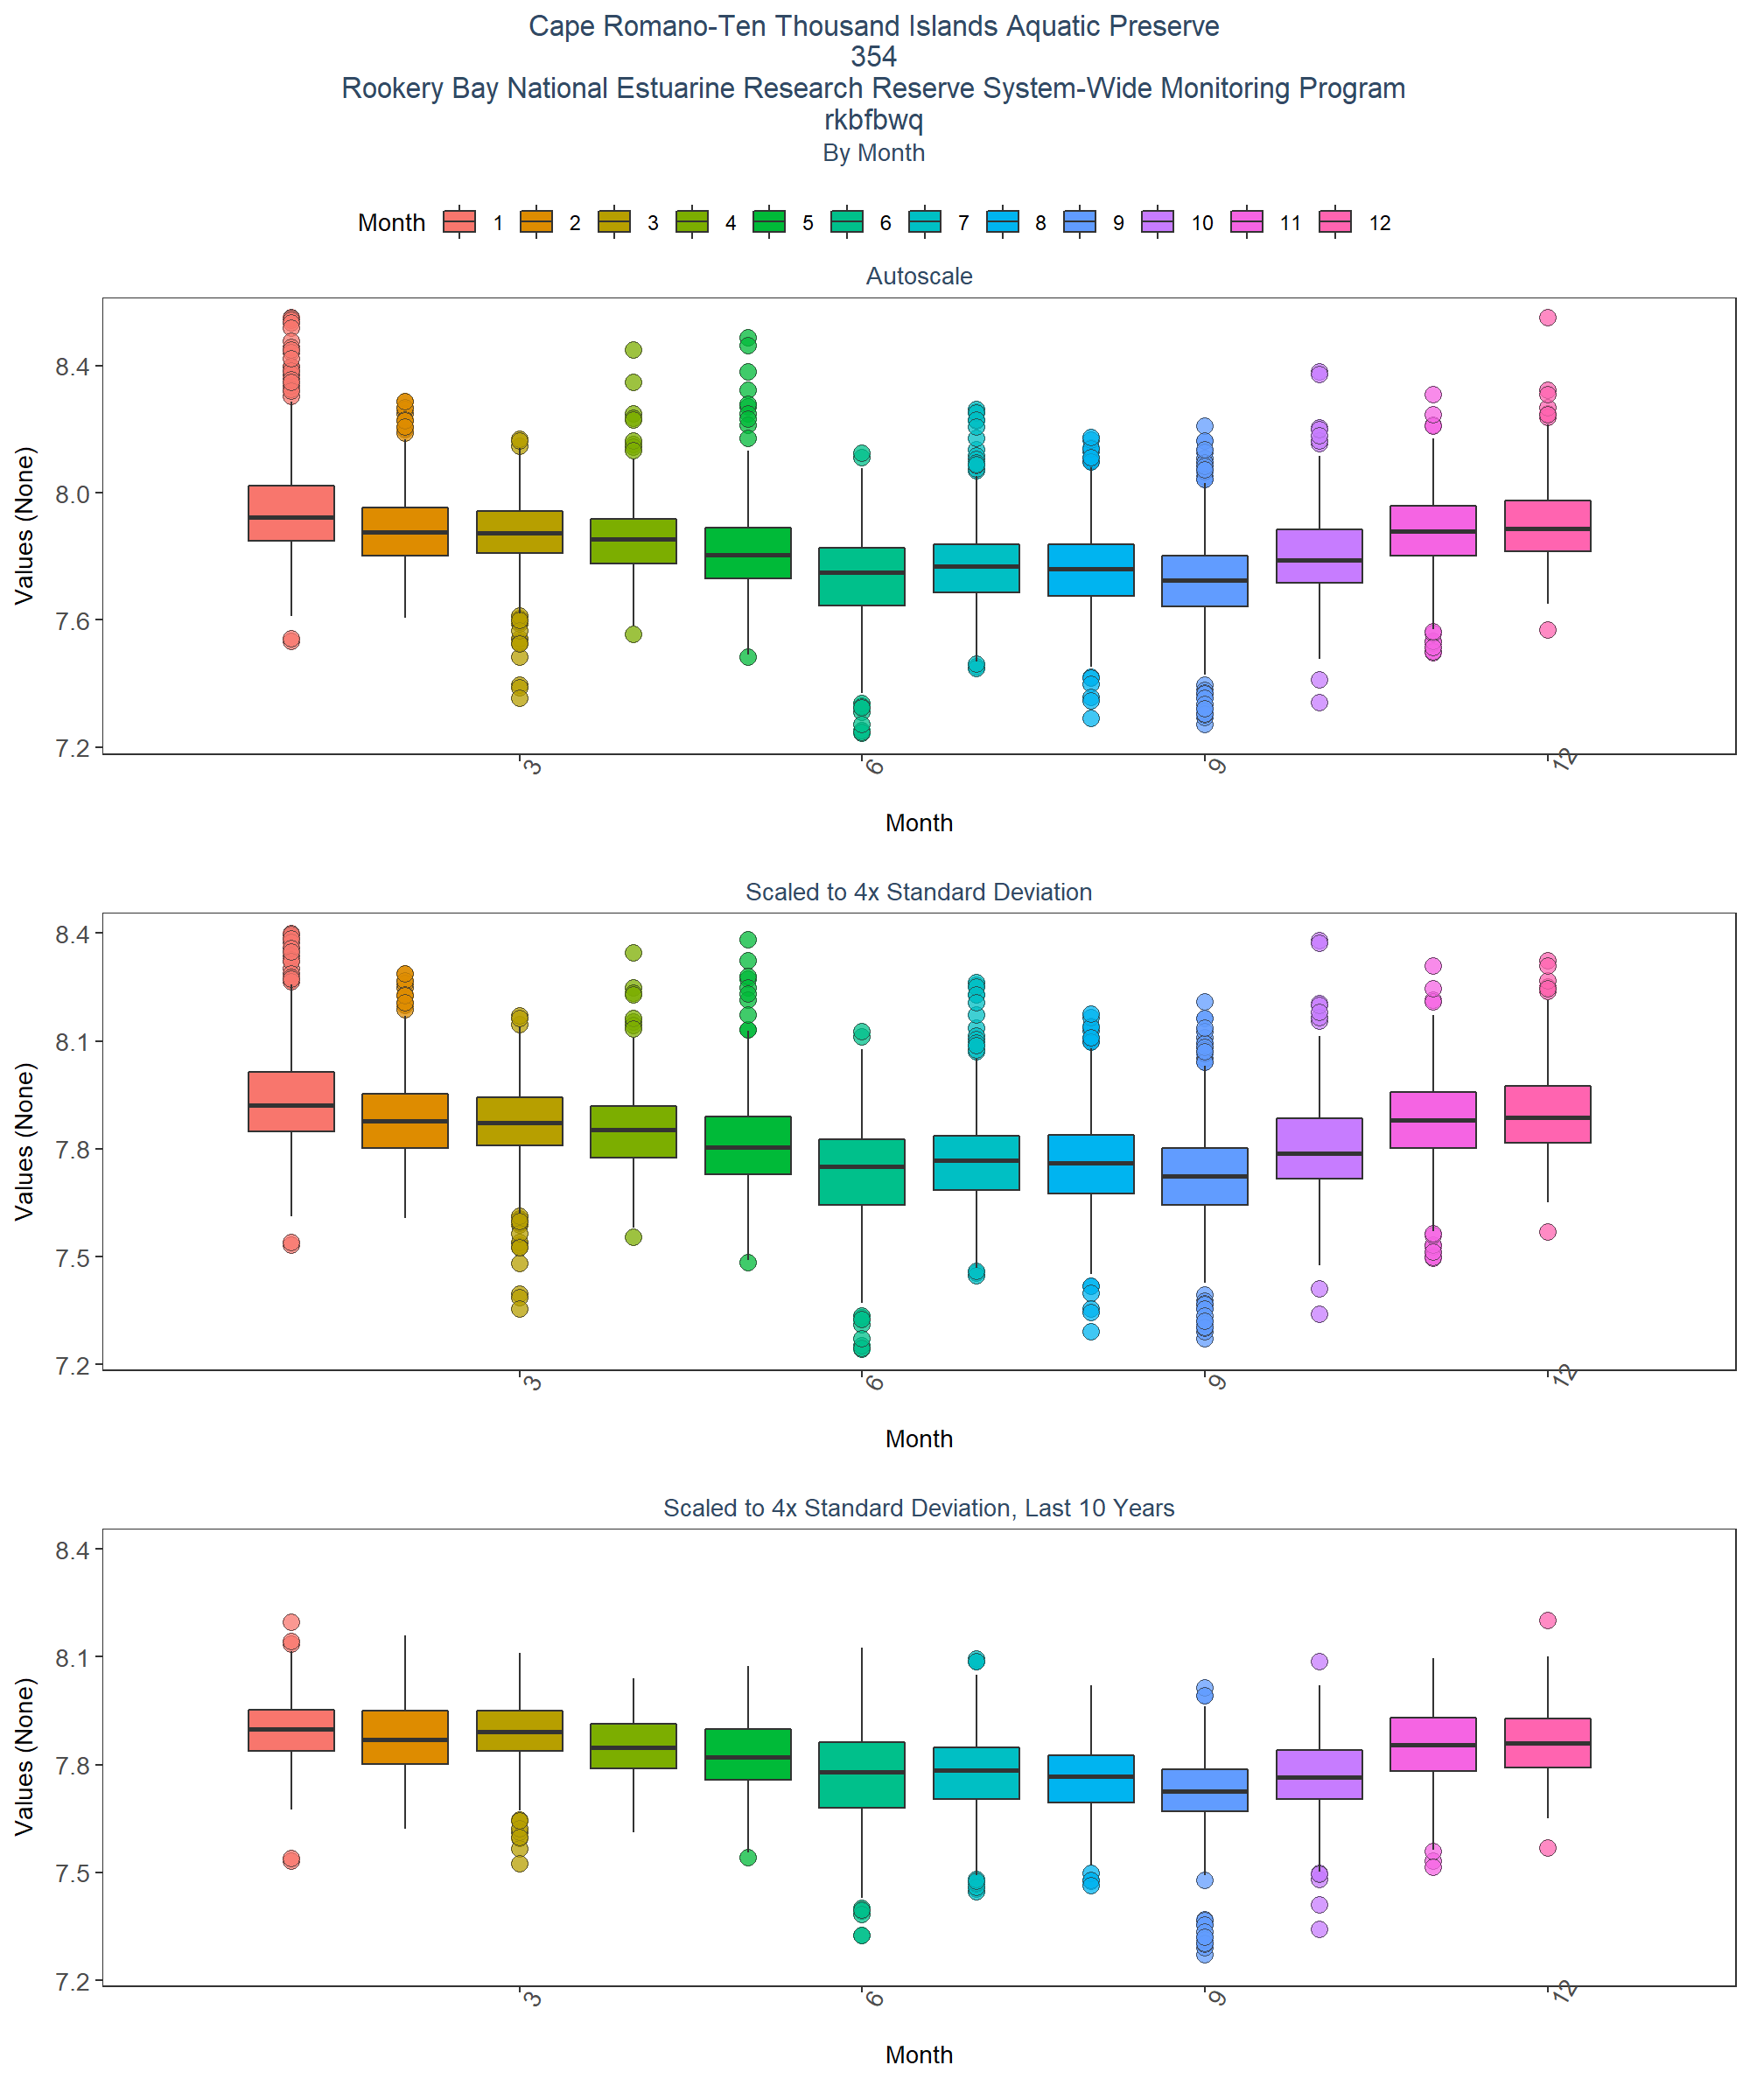 Cape Romano-Ten Thousand Islands Aquatic Preserve
354
Rookery Bay National Estuarine Research Reserve System-Wide Monitoring Program
rkbfbwq
By Month
Month 1 2 3 4 5 6 7 8 9 10 11 12
Autoscale
Values (None)
8.4
8.0
7.6
7.2
3 6 9 12
Month
Scaled to 4x Standard Deviation
Values (None)
8.4
8.1
7.8
7.5
7.2
3 6 9 12
Month
Scaled to 4x Standard Deviation, Last 10 Years
Values (None)
8.4
8.1
7.8
7.5
7.2
3 6 9 12
Month